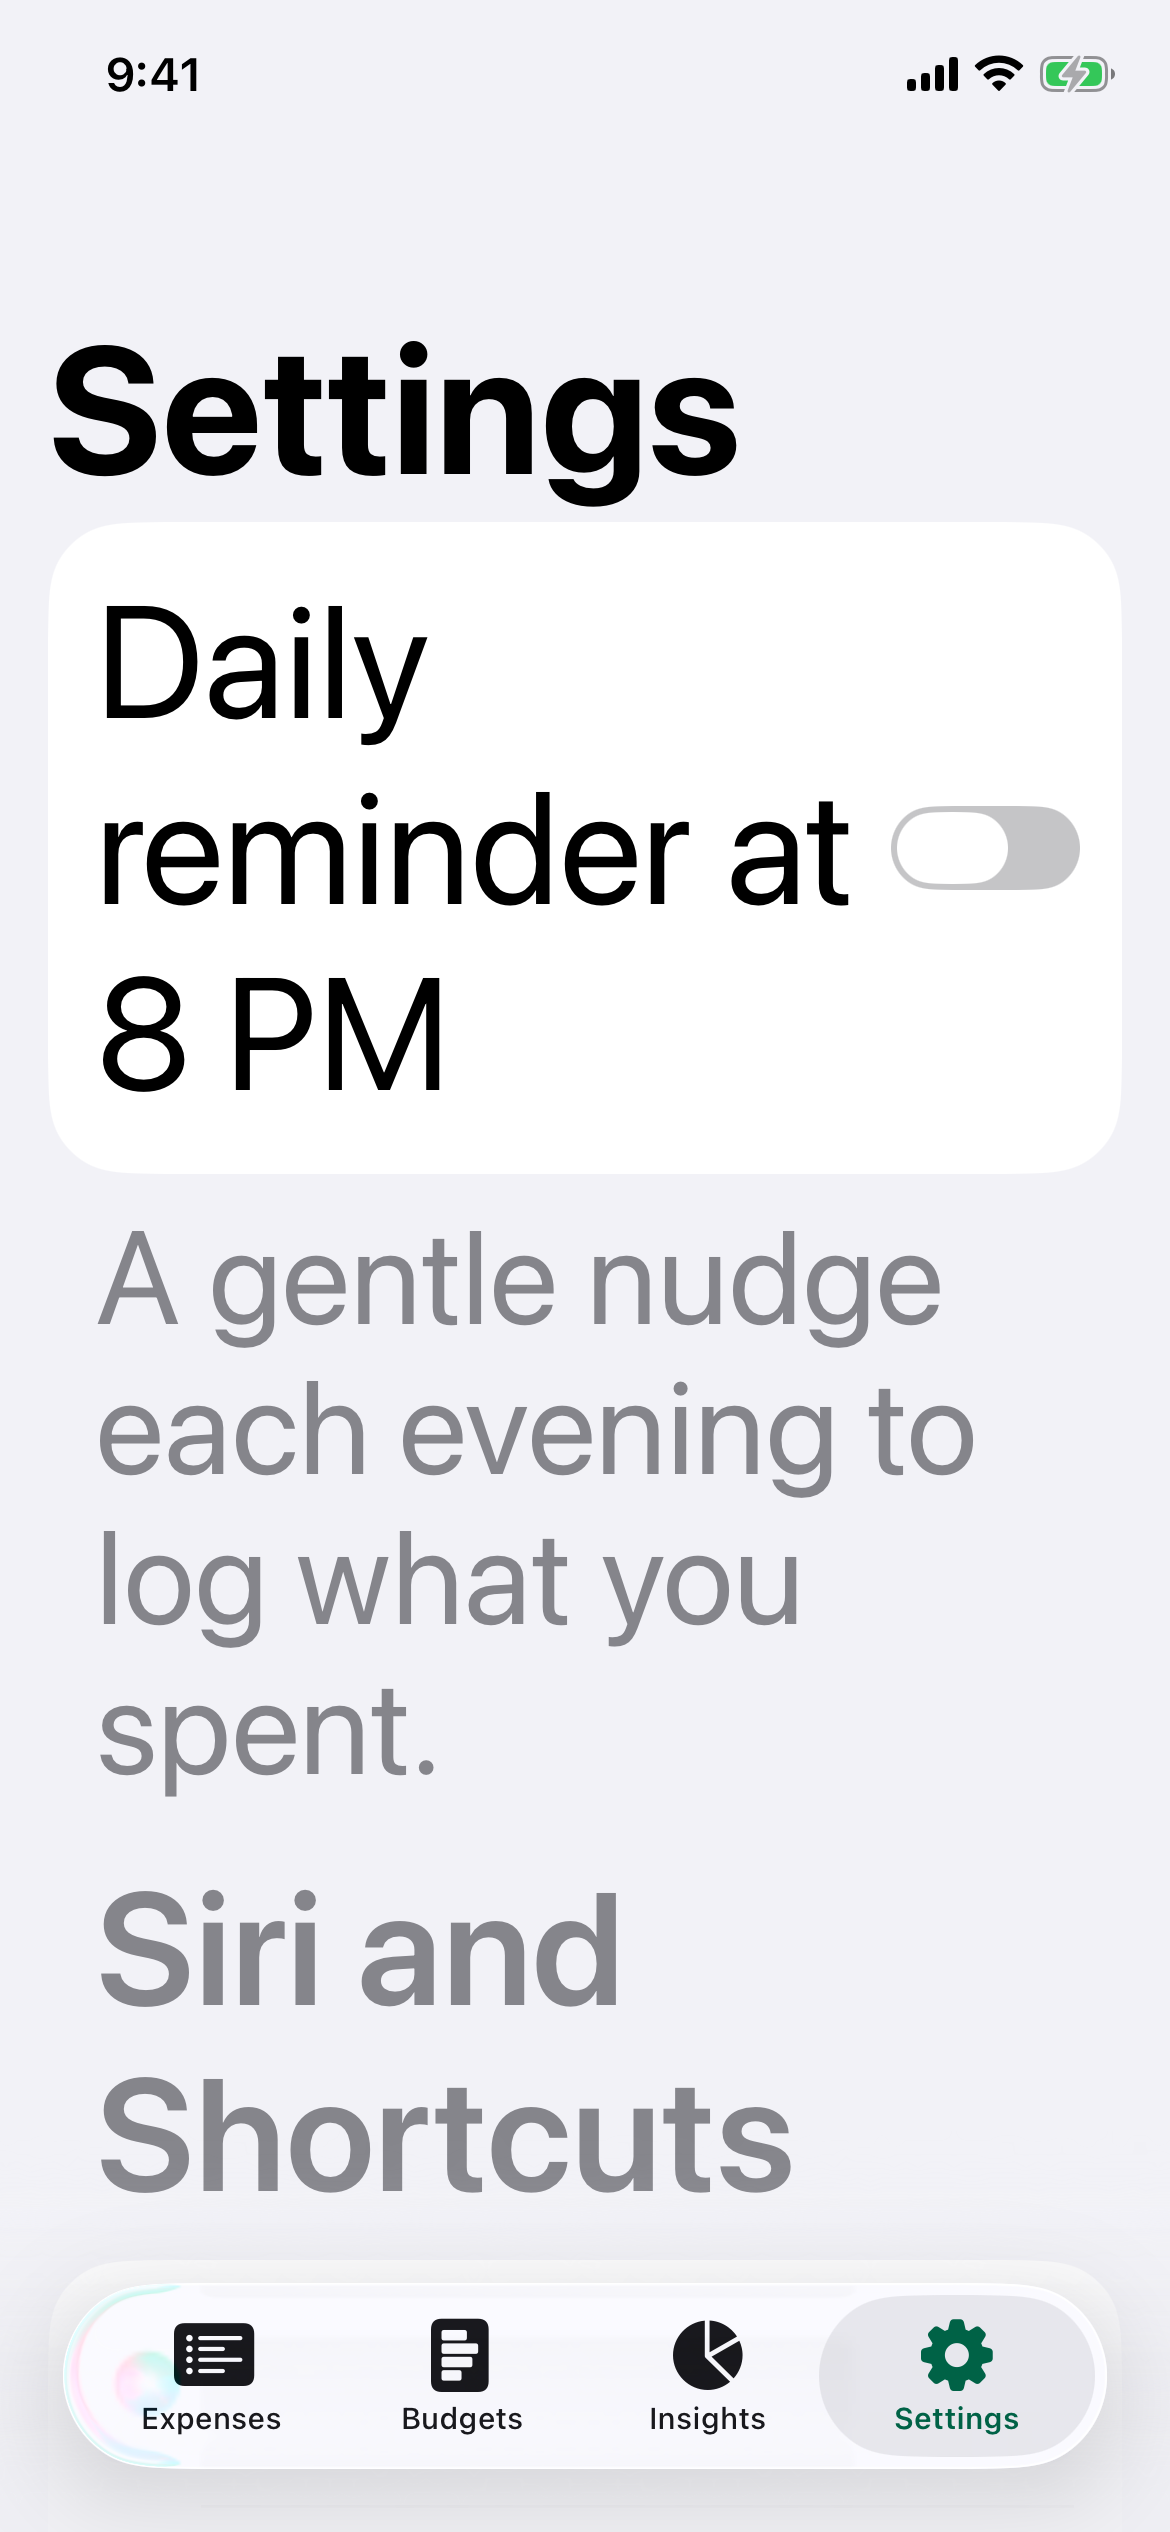 9:41
Settings
Daily
reminder at
8 PM
A gentle nudge
each evening to
log what you
spent.
Siri and
Shortcuts
Expenses
Budgets
Insights
Settings